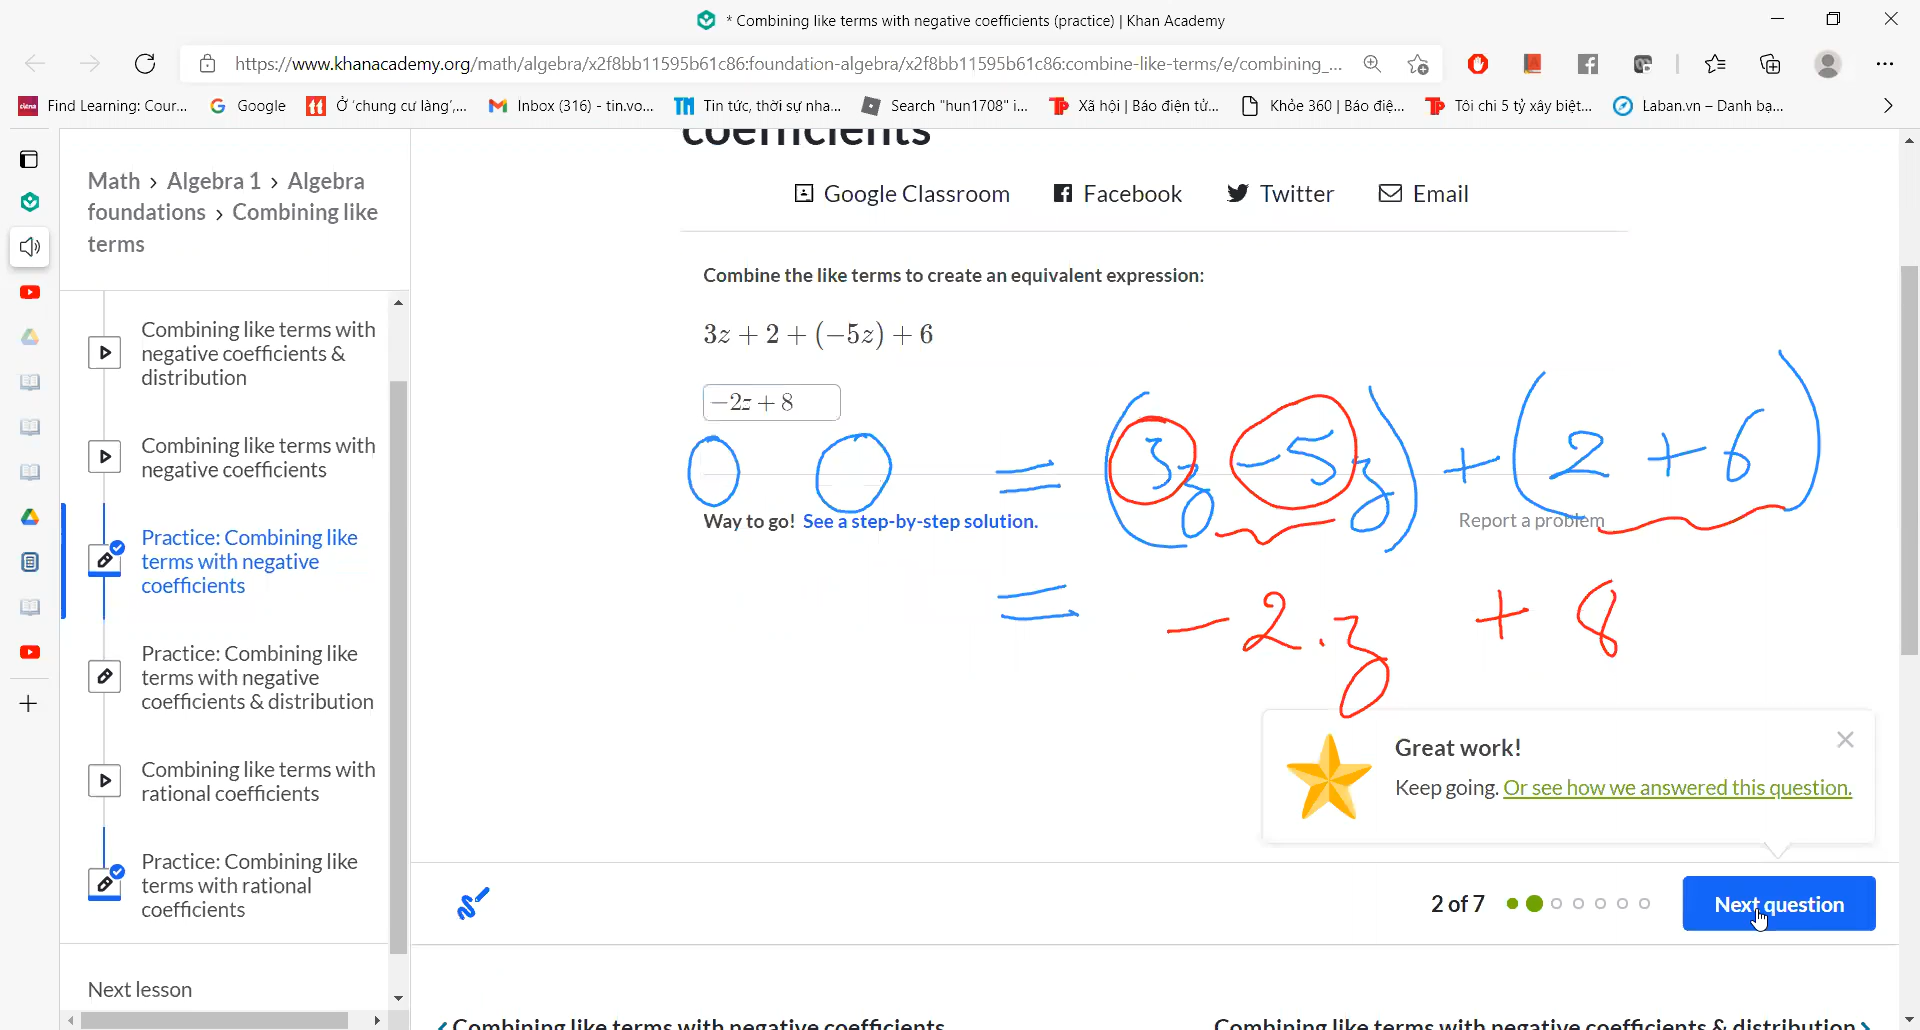 * Combining like terms with negative coefficients (practice) | Khan Academy
https://www.khanacademy.org/math/algebra/x2f8bb11595b61c86:foundation-algebra/x2f8bb11595b61c86:combine-like-terms/e/combining_...
Find Learning: Cour...
Google
Ở 'chung cư làng',...
Inbox (316) - tin.vo...
Tin tức, thời sự nha...
Search "hun1708" i...
Xã hội | Báo điện tử...
Khỏe 360 | Báo điệ...
Tôi chi 5 tỷ xây biệt...
Laban.vn – Danh bạ...
Math › Algebra 1 › Algebra
foundations › Combining like
terms
Combining like terms with
negative coefficients &
distribution
Combining like terms with
negative coefficients
Practice: Combining like
terms with negative
coefficients
Practice: Combining like
terms with negative
coefficients & distribution
Combining like terms with
rational coefficients
Practice: Combining like
terms with rational
coefficients
Next lesson
coefficients
Google Classroom
Facebook
Twitter
Email
Combine the like terms to create an equivalent expression:
3z + 2 + (−5z) + 6
−2z + 8
= (3z −5z) + (2 + 6)
Way to go! See a step-by-step solution.
Report a problem
= −2.z + 8
Great work!
Keep going. Or see how we answered this question.
2 of 7
Next question
‹ Combining like terms with negative coefficients
Combining like terms with negative coefficients & distribution ›